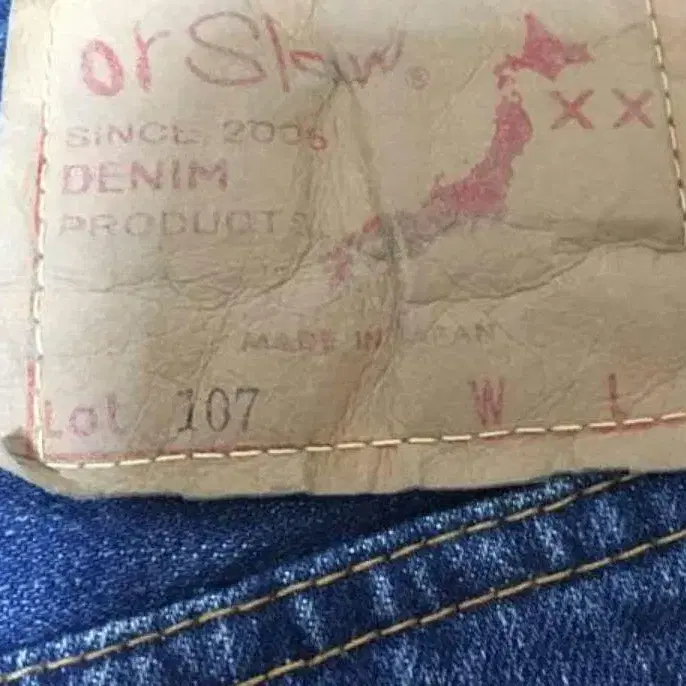 orSlow®
XX
SINCE 2005
DENIM
PRODUCTS
MADE IN JAPAN
Lot 107 W L